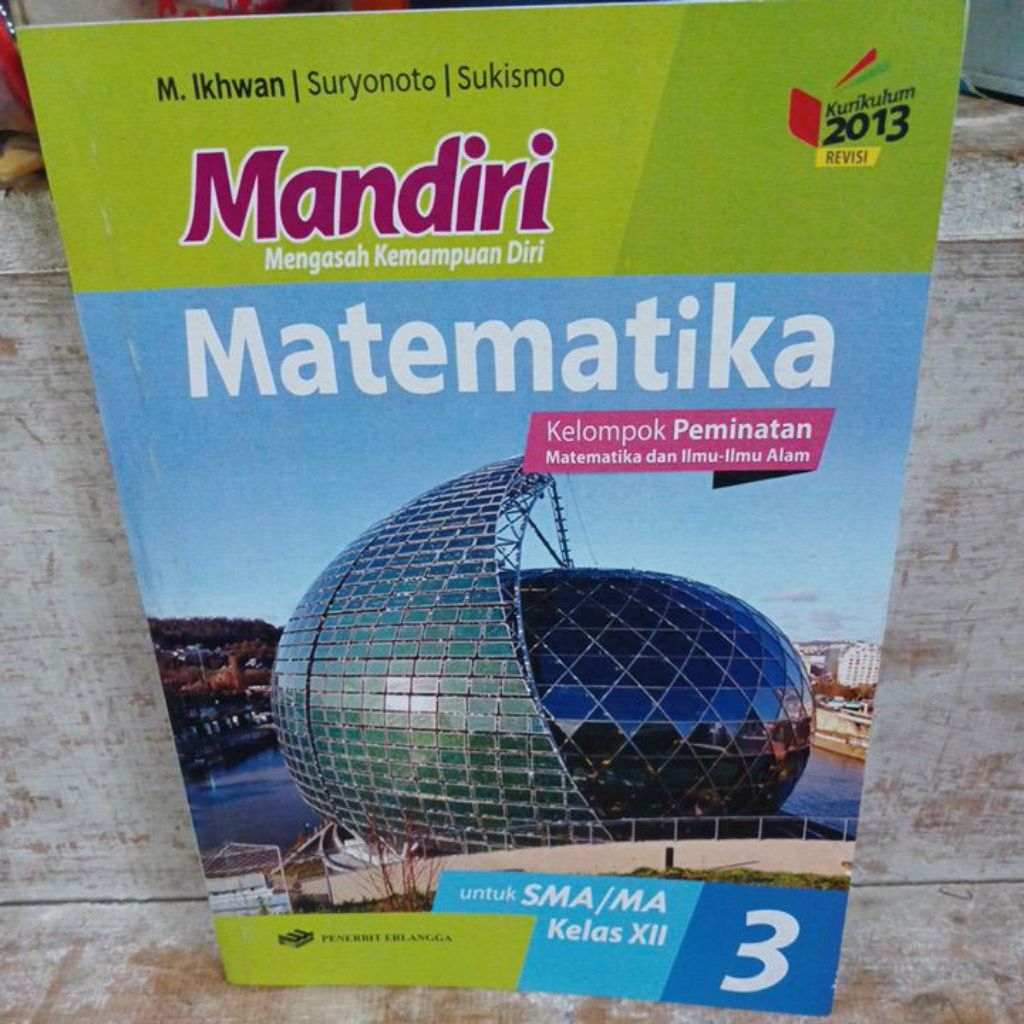 M. Ikhwan | Suryonoto | Sukismo
Kurikulum
2013
REVISI
Mandiri
Mengasah Kemampuan Diri
Matematika
Kelompok Peminatan
Matematika dan Ilmu-Ilmu Alam
untuk SMA/MA
Kelas XII
3
PENERBIT ERLANGGA